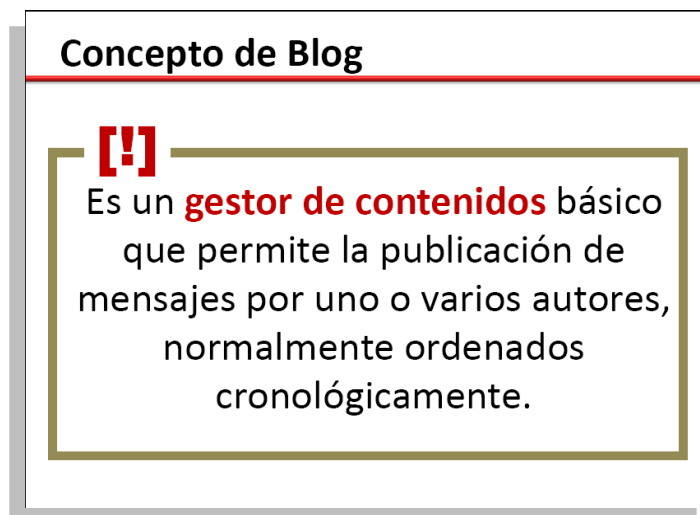 Concepto de Blog
[!]
Es un gestor de contenidos básico
que permite la publicación de
mensajes por uno o varios autores,
normalmente ordenados
cronológicamente.